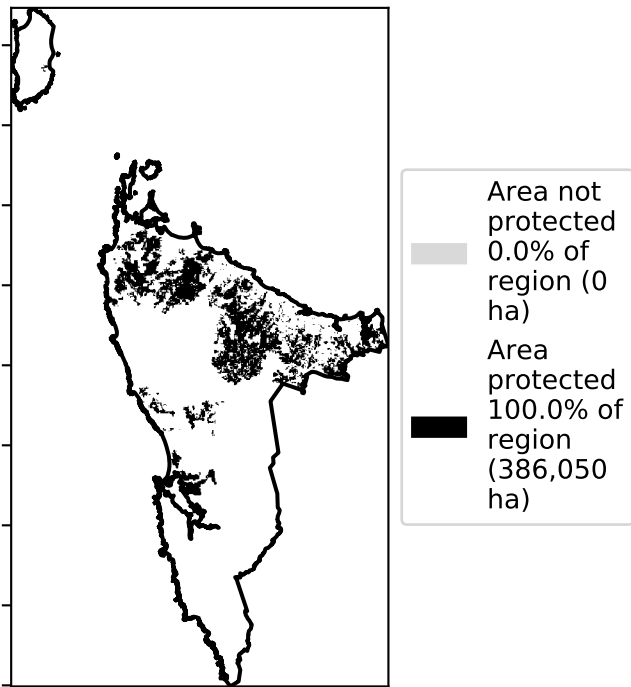 Area not
protected
0.0% of
region (0
ha)
Area
protected
100.0% of
region
(386,050
ha)